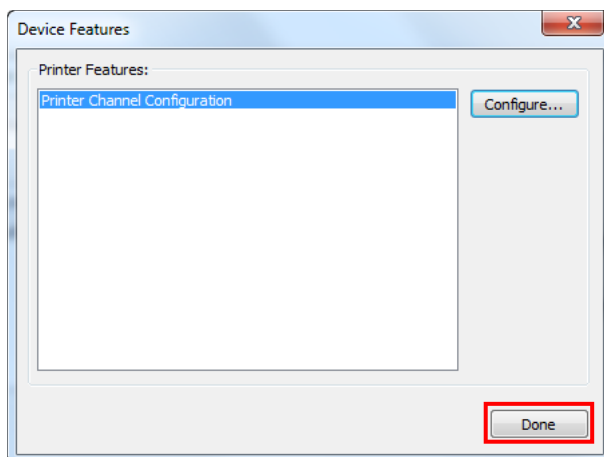 Device Features
Printer Features:
Printer Channel Configuration
Configure...
Done